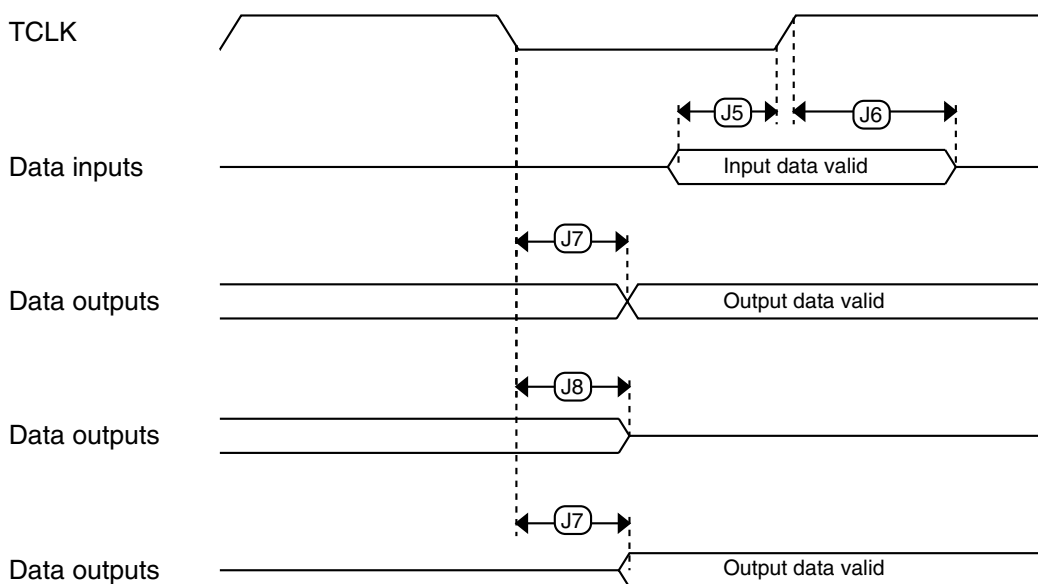 TCLK
J5
J6
Data inputs
Input data valid
J7
Data outputs
Output data valid
J8
Data outputs
J7
Data outputs
Output data valid